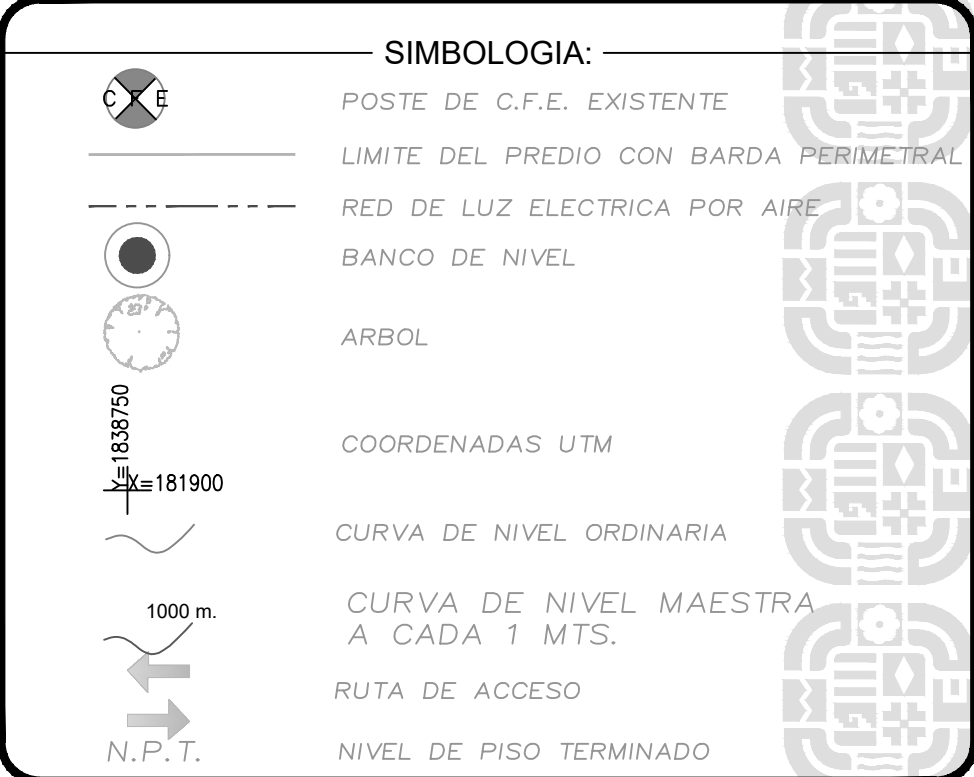 SIMBOLOGIA:
C F E
POSTE DE C.F.E. EXISTENTE
LIMITE DEL PREDIO CON BARDA PERIMETRAL
RED DE LUZ ELECTRICA POR AIRE
BANCO DE NIVEL
ARBOL
Y=1838750
X=181900
COORDENADAS UTM
CURVA DE NIVEL ORDINARIA
1000 m.
CURVA DE NIVEL MAESTRA
A CADA 1 MTS.
RUTA DE ACCESO
N.P.T.
NIVEL DE PISO TERMINADO